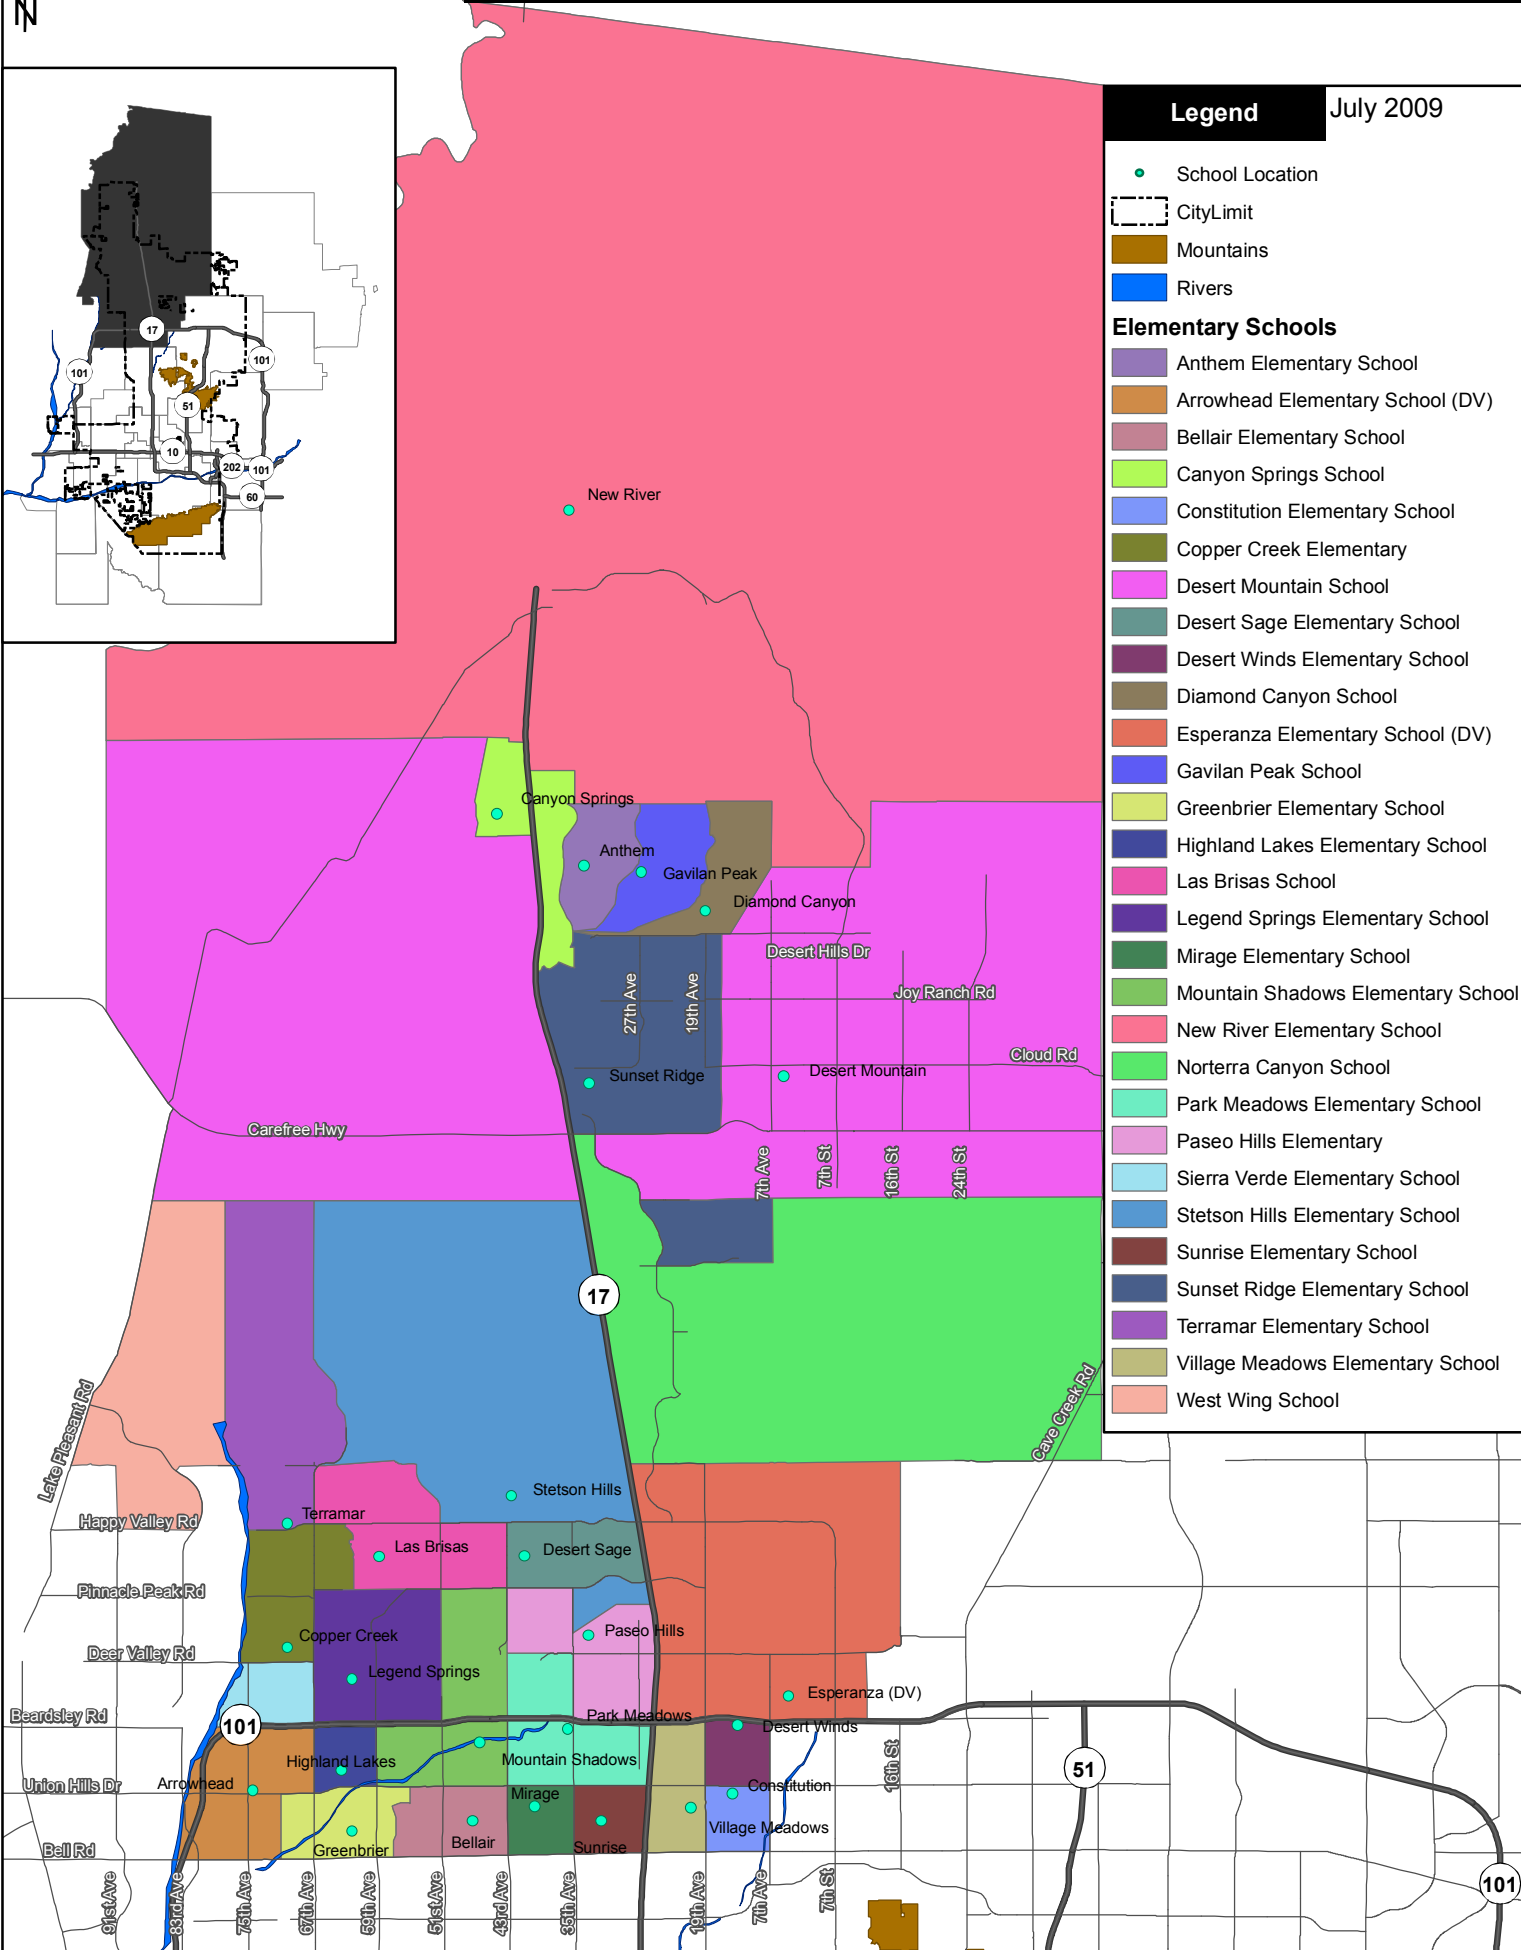 N
Legend
July 2009
School Location
CityLimit
Mountains
Rivers
Elementary Schools
Anthem Elementary School
Arrowhead Elementary School (DV)
Bellair Elementary School
Canyon Springs School
Constitution Elementary School
Copper Creek Elementary
Desert Mountain School
Desert Sage Elementary School
Desert Winds Elementary School
Diamond Canyon School
Esperanza Elementary School (DV)
Gavilan Peak School
Greenbrier Elementary School
Highland Lakes Elementary School
Las Brisas School
Legend Springs Elementary School
Mirage Elementary School
Mountain Shadows Elementary School
New River Elementary School
Norterra Canyon School
Park Meadows Elementary School
Paseo Hills Elementary
Sierra Verde Elementary School
Stetson Hills Elementary School
Sunrise Elementary School
Sunset Ridge Elementary School
Terramar Elementary School
Village Meadows Elementary School
West Wing School
17
101
101
51
10
202
101
60
New River
Canyon Springs
Anthem
Gavilan Peak
Diamond Canyon
Desert Hills Dr
27th Ave
19th Ave
Joy Ranch Rd
Cloud Rd
Sunset Ridge
Desert Mountain
Carefree Hwy
7th Ave
7th St
16th St
24th St
17
Lake Pleasant Rd
Cave Creek Rd
Stetson Hills
Terramar
Happy Valley Rd
Las Brisas
Desert Sage
Pinnacle Peak Rd
Copper Creek
Paseo Hills
Deer Valley Rd
Legend Springs
Esperanza (DV)
Beardsley Rd
101
Park Meadows
Desert Winds
Highland Lakes
Mountain Shadows
16th St
51
Union Hills Dr
Arrowhead
Mirage
Constitution
Village Meadows
Bell Rd
Greenbrier
Bellair
Sunrise
101
91st Ave
83rd Ave
75th Ave
67th Ave
59th Ave
51st Ave
43rd Ave
35th Ave
19th Ave
7th Ave
7th St